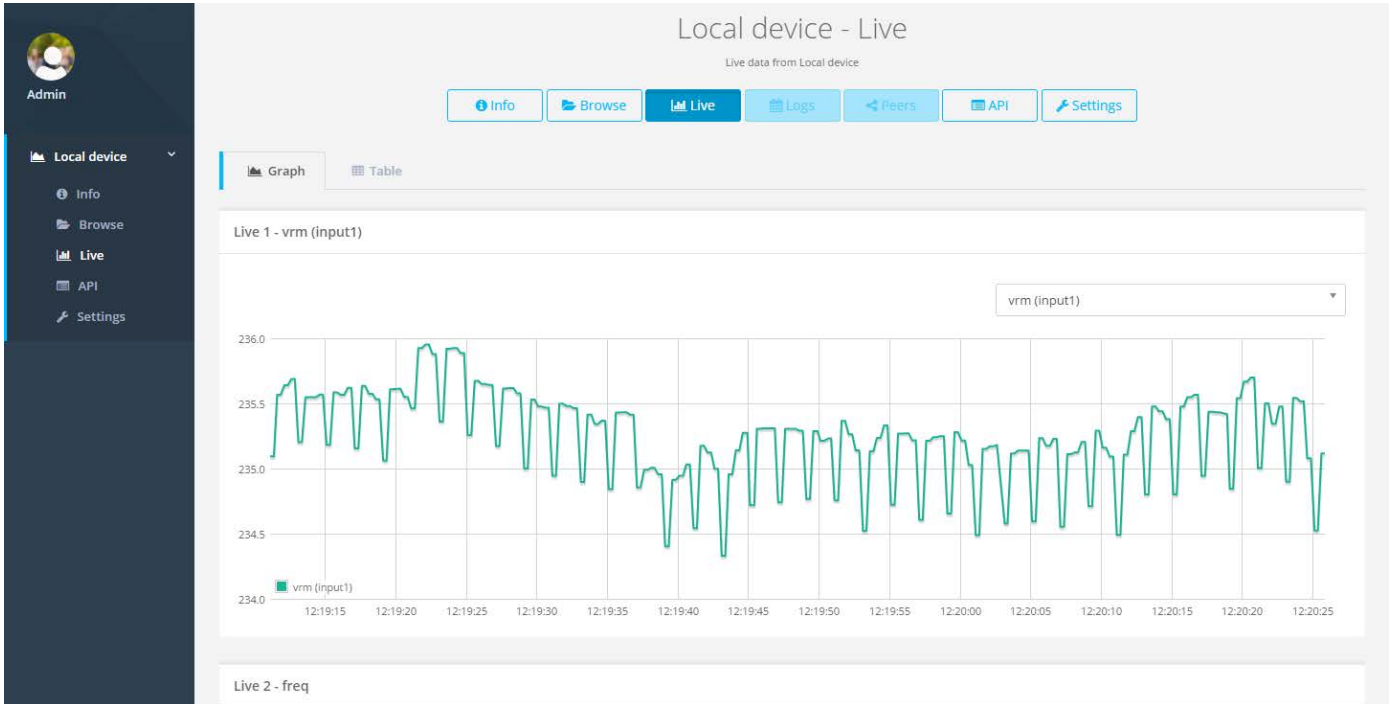 Admin
Local device
Info
Browse
Live
API
Settings
Local device - Live
Live data from Local device
Info Browse Live Logs Peers API Settings
Graph Table
Live 1 - vrm (input1)
vrm (input1)
236.0
235.5
235.0
234.5
234.0
vrm (input1)
12:19:15 12:19:20 12:19:25 12:19:30 12:19:35 12:19:40 12:19:45 12:19:50 12:19:55 12:20:00 12:20:05 12:20:10 12:20:15 12:20:20 12:20:25
Live 2 - freq